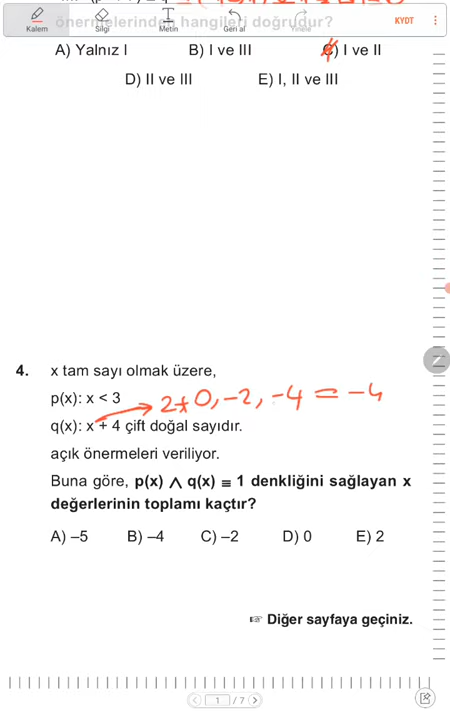 Kalem Silgi Metin Geri al Yinele KYDT
önermelerinden hangileri doğrudur?
A) Yalnız I B) I ve III C) I ve II
D) II ve III E) I, II ve III
4. x tam sayı olmak üzere,
p(x): x < 3
2+0,-2,-4 = -4
q(x): x + 4 çift doğal sayıdır.
açık önermeleri veriliyor.
Buna göre, p(x) ∧ q(x) ≡ 1 denkliğini sağlayan x
değerlerinin toplamı kaçtır?
A) –5 B) –4 C) –2 D) 0 E) 2
☞ Diğer sayfaya geçiniz.
1 / 7